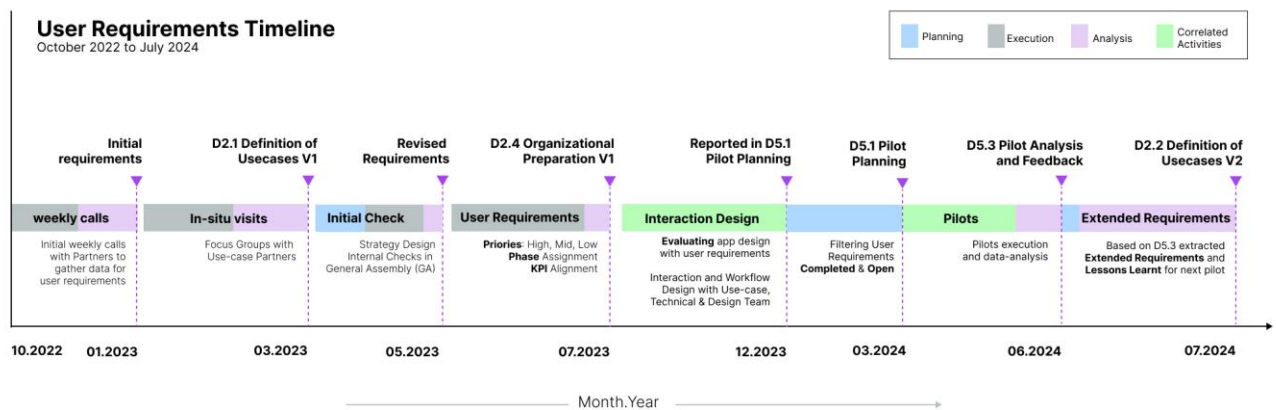 User Requirements Timeline
October 2022 to July 2024
Planning
Execution
Analysis
Correlated
Activities
Initial
requirements
D2.1 Definition of
Usecases V1
Revised
Requirements
D2.4 Organizational
Preparation V1
Reported in D5.1
Pilot Planning
D5.1 Pilot
Planning
D5.3 Pilot Analysis
and Feedback
D2.2 Definition of
Usecases V2
weekly calls
In-situ visits
Initial Check
User Requirements
Interaction Design
Pilots
Extended Requirements
Initial weekly calls
with Partners to
gather data for
user requirements
Focus Groups with
Use-case Partners
Strategy Design
Internal Checks in
General Assembly (GA)
Priories: High, Mid, Low
Phase Assignment
KPI Alignment
Evaluating app design
with user requirements
Interaction and Workflow
Design with Use-case,
Technical & Design Team
Filtering User
Requirements
Completed & Open
Pilots execution
and data-analysis
Based on D5.3 extracted
Extended Requirements and
Lessons Learnt for next pilot
10.2022
01.2023
03.2023
05.2023
07.2023
12.2023
03.2024
06.2024
07.2024
Month.Year